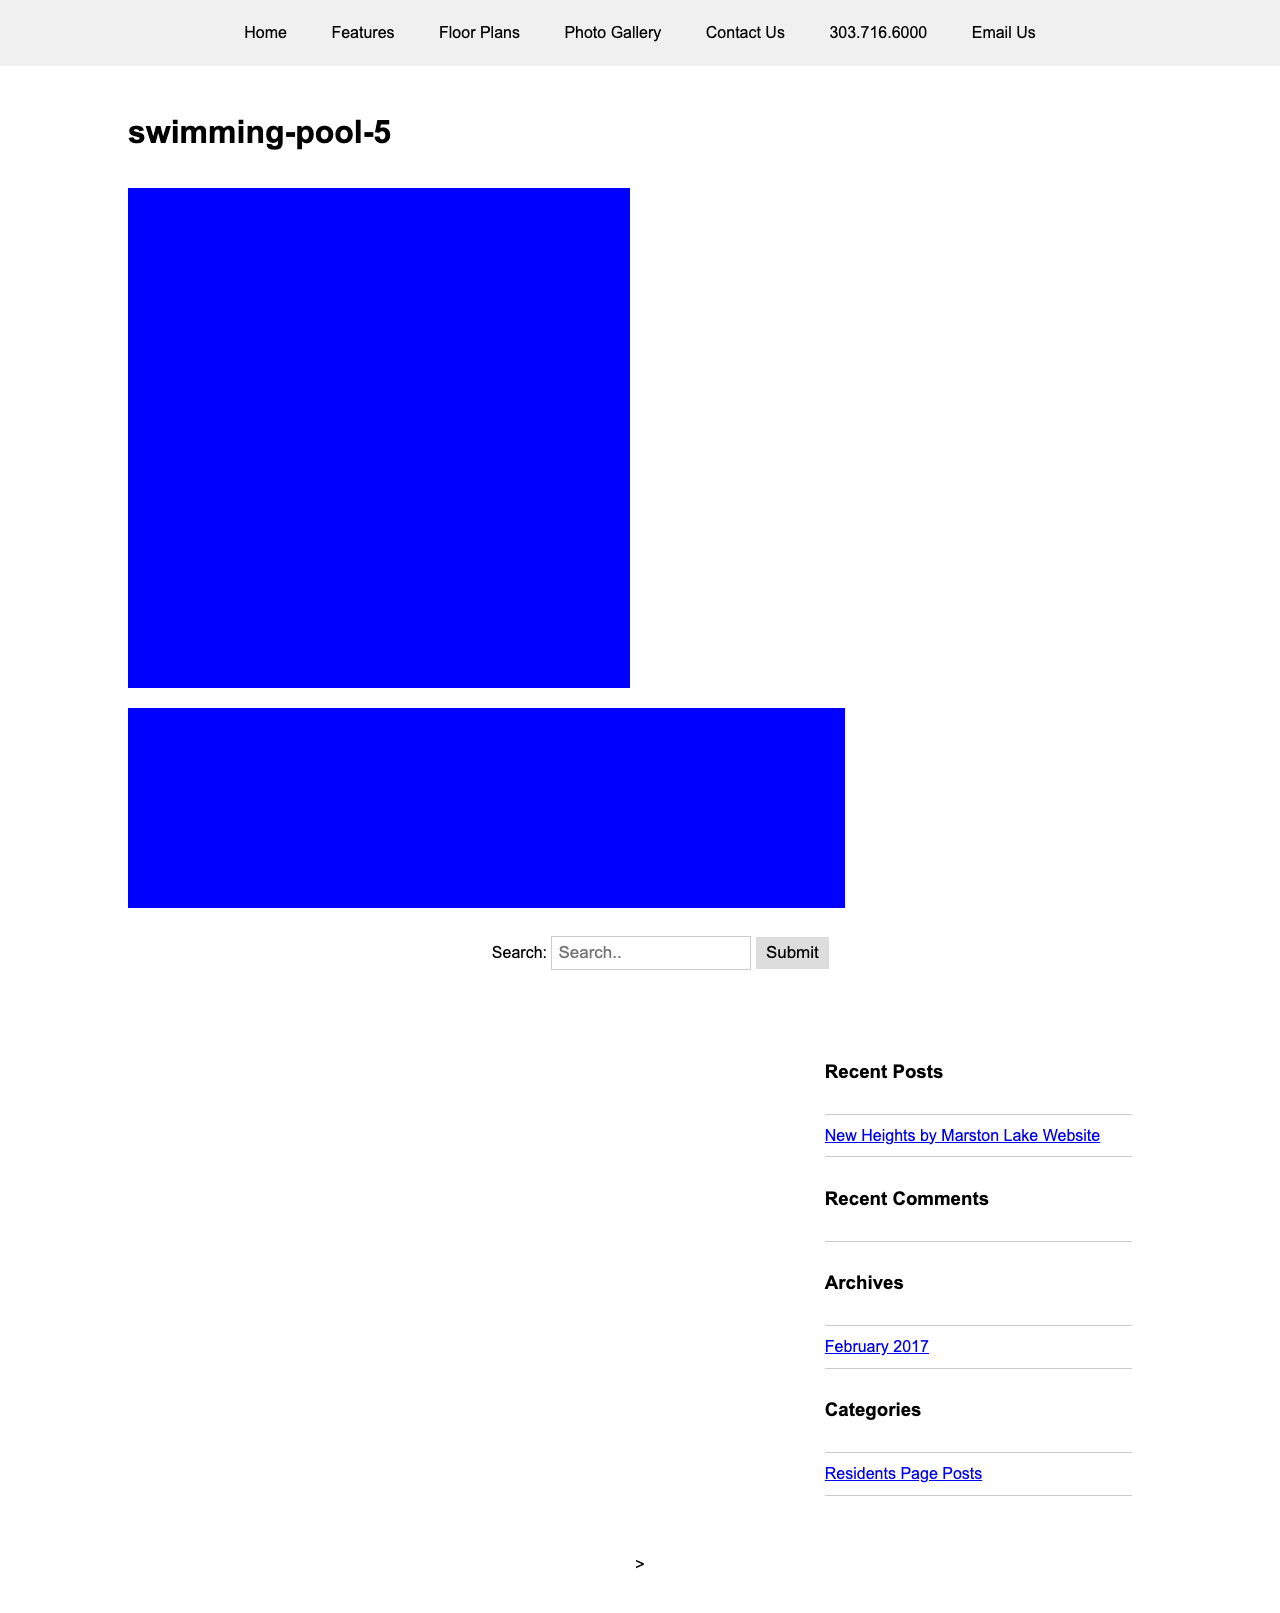 Home Features Floor Plans Photo Gallery Contact Us 303.716.6000 Email Us
swimming-pool-5
Search: Search.. Submit
Recent Posts
New Heights by Marston Lake Website
Recent Comments
Archives
February 2017
Categories
Residents Page Posts
>